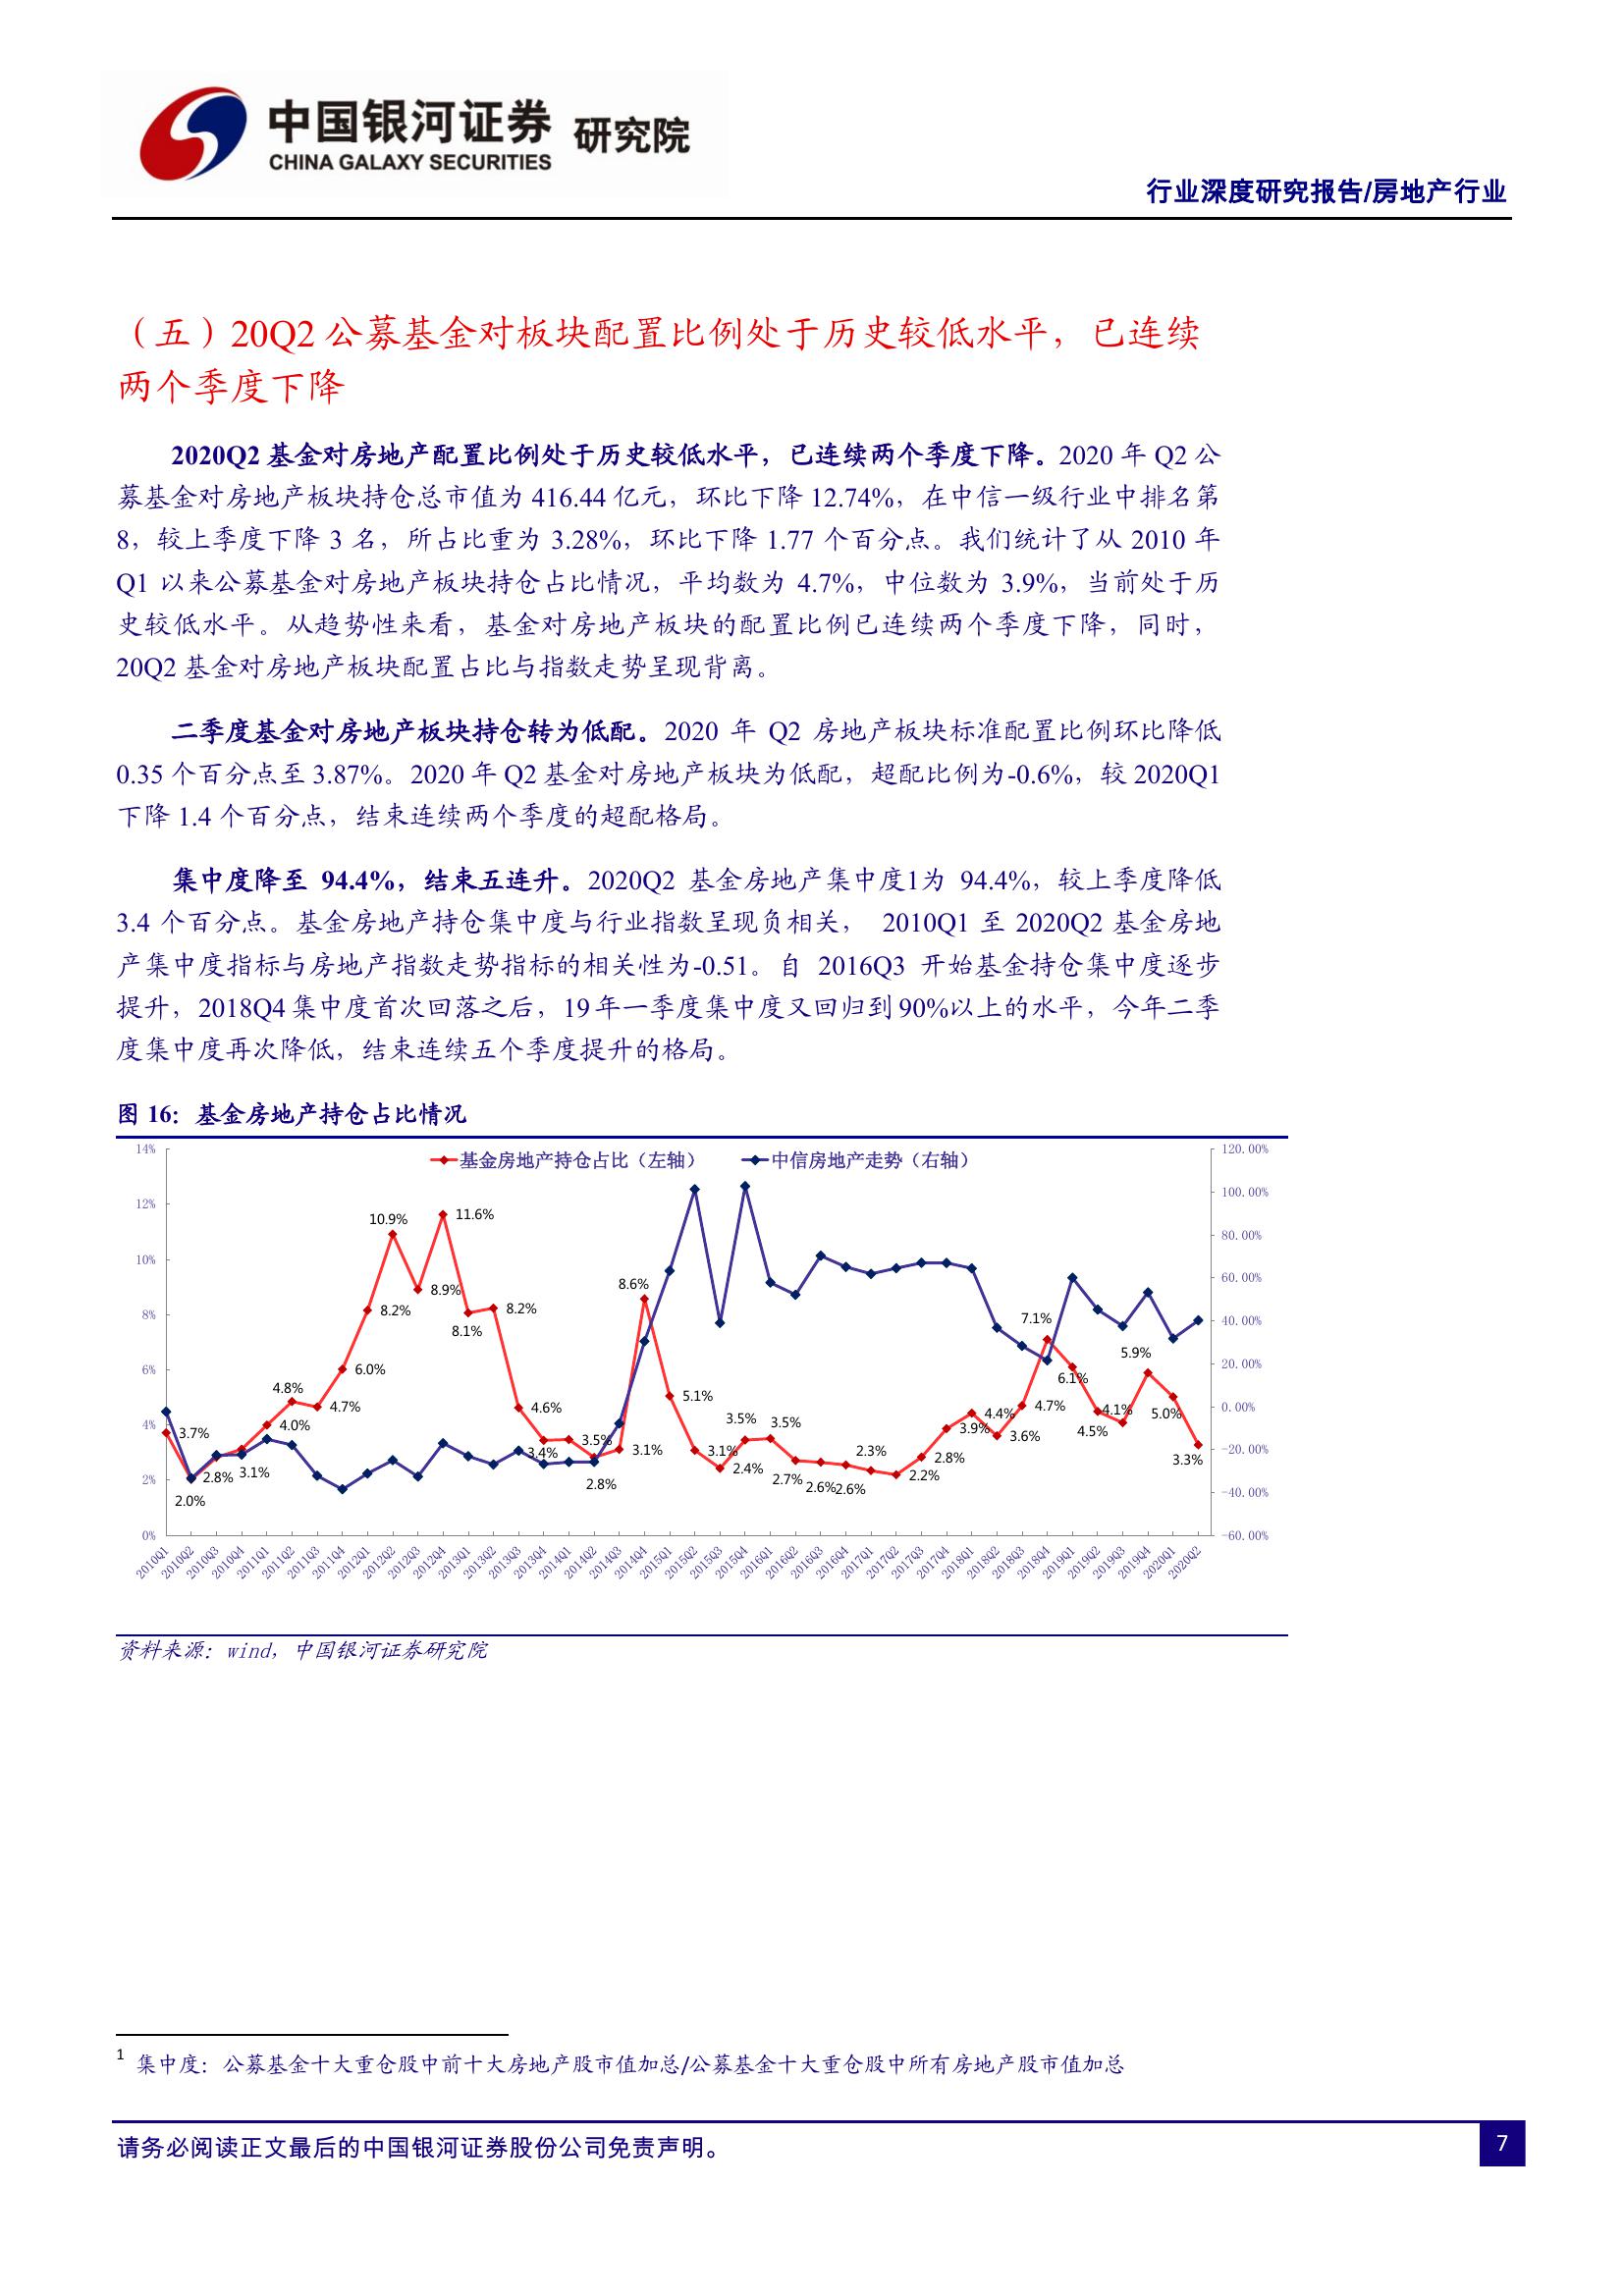 中国银河证券 研究院
CHINA GALAXY SECURITIES
行业深度研究报告/房地产行业
（五）20Q2 公募基金对板块配置比例处于历史较低水平，已连续
两个季度下降
2020Q2 基金对房地产配置比例处于历史较低水平，已连续两个季度下降。2020 年 Q2 公
募基金对房地产板块持仓总市值为 416.44 亿元，环比下降 12.74%，在中信一级行业中排名第
8，较上季度下降 3 名，所占比重为 3.28%，环比下降 1.77 个百分点。我们统计了从 2010 年
Q1 以来公募基金对房地产板块持仓占比情况，平均数为 4.7%，中位数为 3.9%，当前处于历
史较低水平。从趋势性来看，基金对房地产板块的配置比例已连续两个季度下降，同时，
20Q2 基金对房地产板块配置占比与指数走势呈现背离。
二季度基金对房地产板块持仓转为低配。2020 年 Q2 房地产板块标准配置比例环比降低
0.35 个百分点至 3.87%。2020 年 Q2 基金对房地产板块为低配，超配比例为-0.6%，较 2020Q1
下降 1.4 个百分点，结束连续两个季度的超配格局。
集中度降至 94.4%，结束五连升。2020Q2 基金房地产集中度1为 94.4%，较上季度降低
3.4 个百分点。基金房地产持仓集中度与行业指数呈现负相关， 2010Q1 至 2020Q2 基金房地
产集中度指标与房地产指数走势指标的相关性为-0.51。自 2016Q3 开始基金持仓集中度逐步
提升，2018Q4 集中度首次回落之后，19 年一季度集中度又回归到 90%以上的水平，今年二季
度集中度再次降低，结束连续五个季度提升的格局。
图 16：基金房地产持仓占比情况
基金房地产持仓占比（左轴） 中信房地产走势（右轴）
14%
12%
10%
8%
6%
4%
2%
0%
120.00%
100.00%
80.00%
60.00%
40.00%
20.00%
0.00%
-20.00%
-40.00%
-60.00%
3.7%
2.0%
2.8%
3.1%
4.0%
4.8%
4.7%
6.0%
8.2%
10.9%
8.9%
11.6%
8.1%
8.2%
4.6%
3.4%
3.5%
2.8%
3.1%
8.6%
5.1%
3.1%
2.4%
3.5%
3.5%
2.7%
2.6%
2.6%
2.3%
2.2%
2.8%
3.9%
4.4%
3.6%
4.7%
7.1%
6.1%
4.5%
4.1%
5.9%
5.0%
3.3%
2010Q1 2010Q2 2010Q3 2010Q4 2011Q1 2011Q2 2011Q3 2011Q4 2012Q1 2012Q2 2012Q3 2012Q4 2013Q1 2013Q2 2013Q3 2013Q4 2014Q1 2014Q2 2014Q3 2014Q4 2015Q1 2015Q2 2015Q3 2015Q4 2016Q1 2016Q2 2016Q3 2016Q4 2017Q1 2017Q2 2017Q3 2017Q4 2018Q1 2018Q2 2018Q3 2018Q4 2019Q1 2019Q2 2019Q3 2019Q4 2020Q1 2020Q2
资料来源：wind，中国银河证券研究院
1 集中度：公募基金十大重仓股中前十大房地产股市值加总/公募基金十大重仓股中所有房地产股市值加总
请务必阅读正文最后的中国银河证券股份公司免责声明。
7